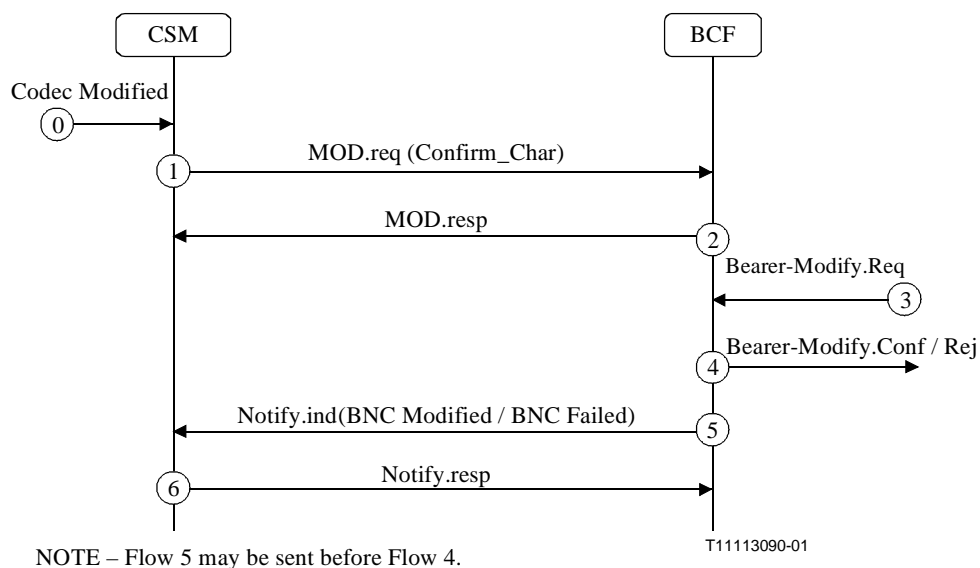 CSM
BCF
Codec Modified
0
MOD.req (Confirm_Char)
1
MOD.resp
2
Bearer-Modify.Req
3
Bearer-Modify.Conf / Rej
4
Notify.ind(BNC Modified / BNC Failed)
5
Notify.resp
6
T11113090-01
NOTE – Flow 5 may be sent before Flow 4.